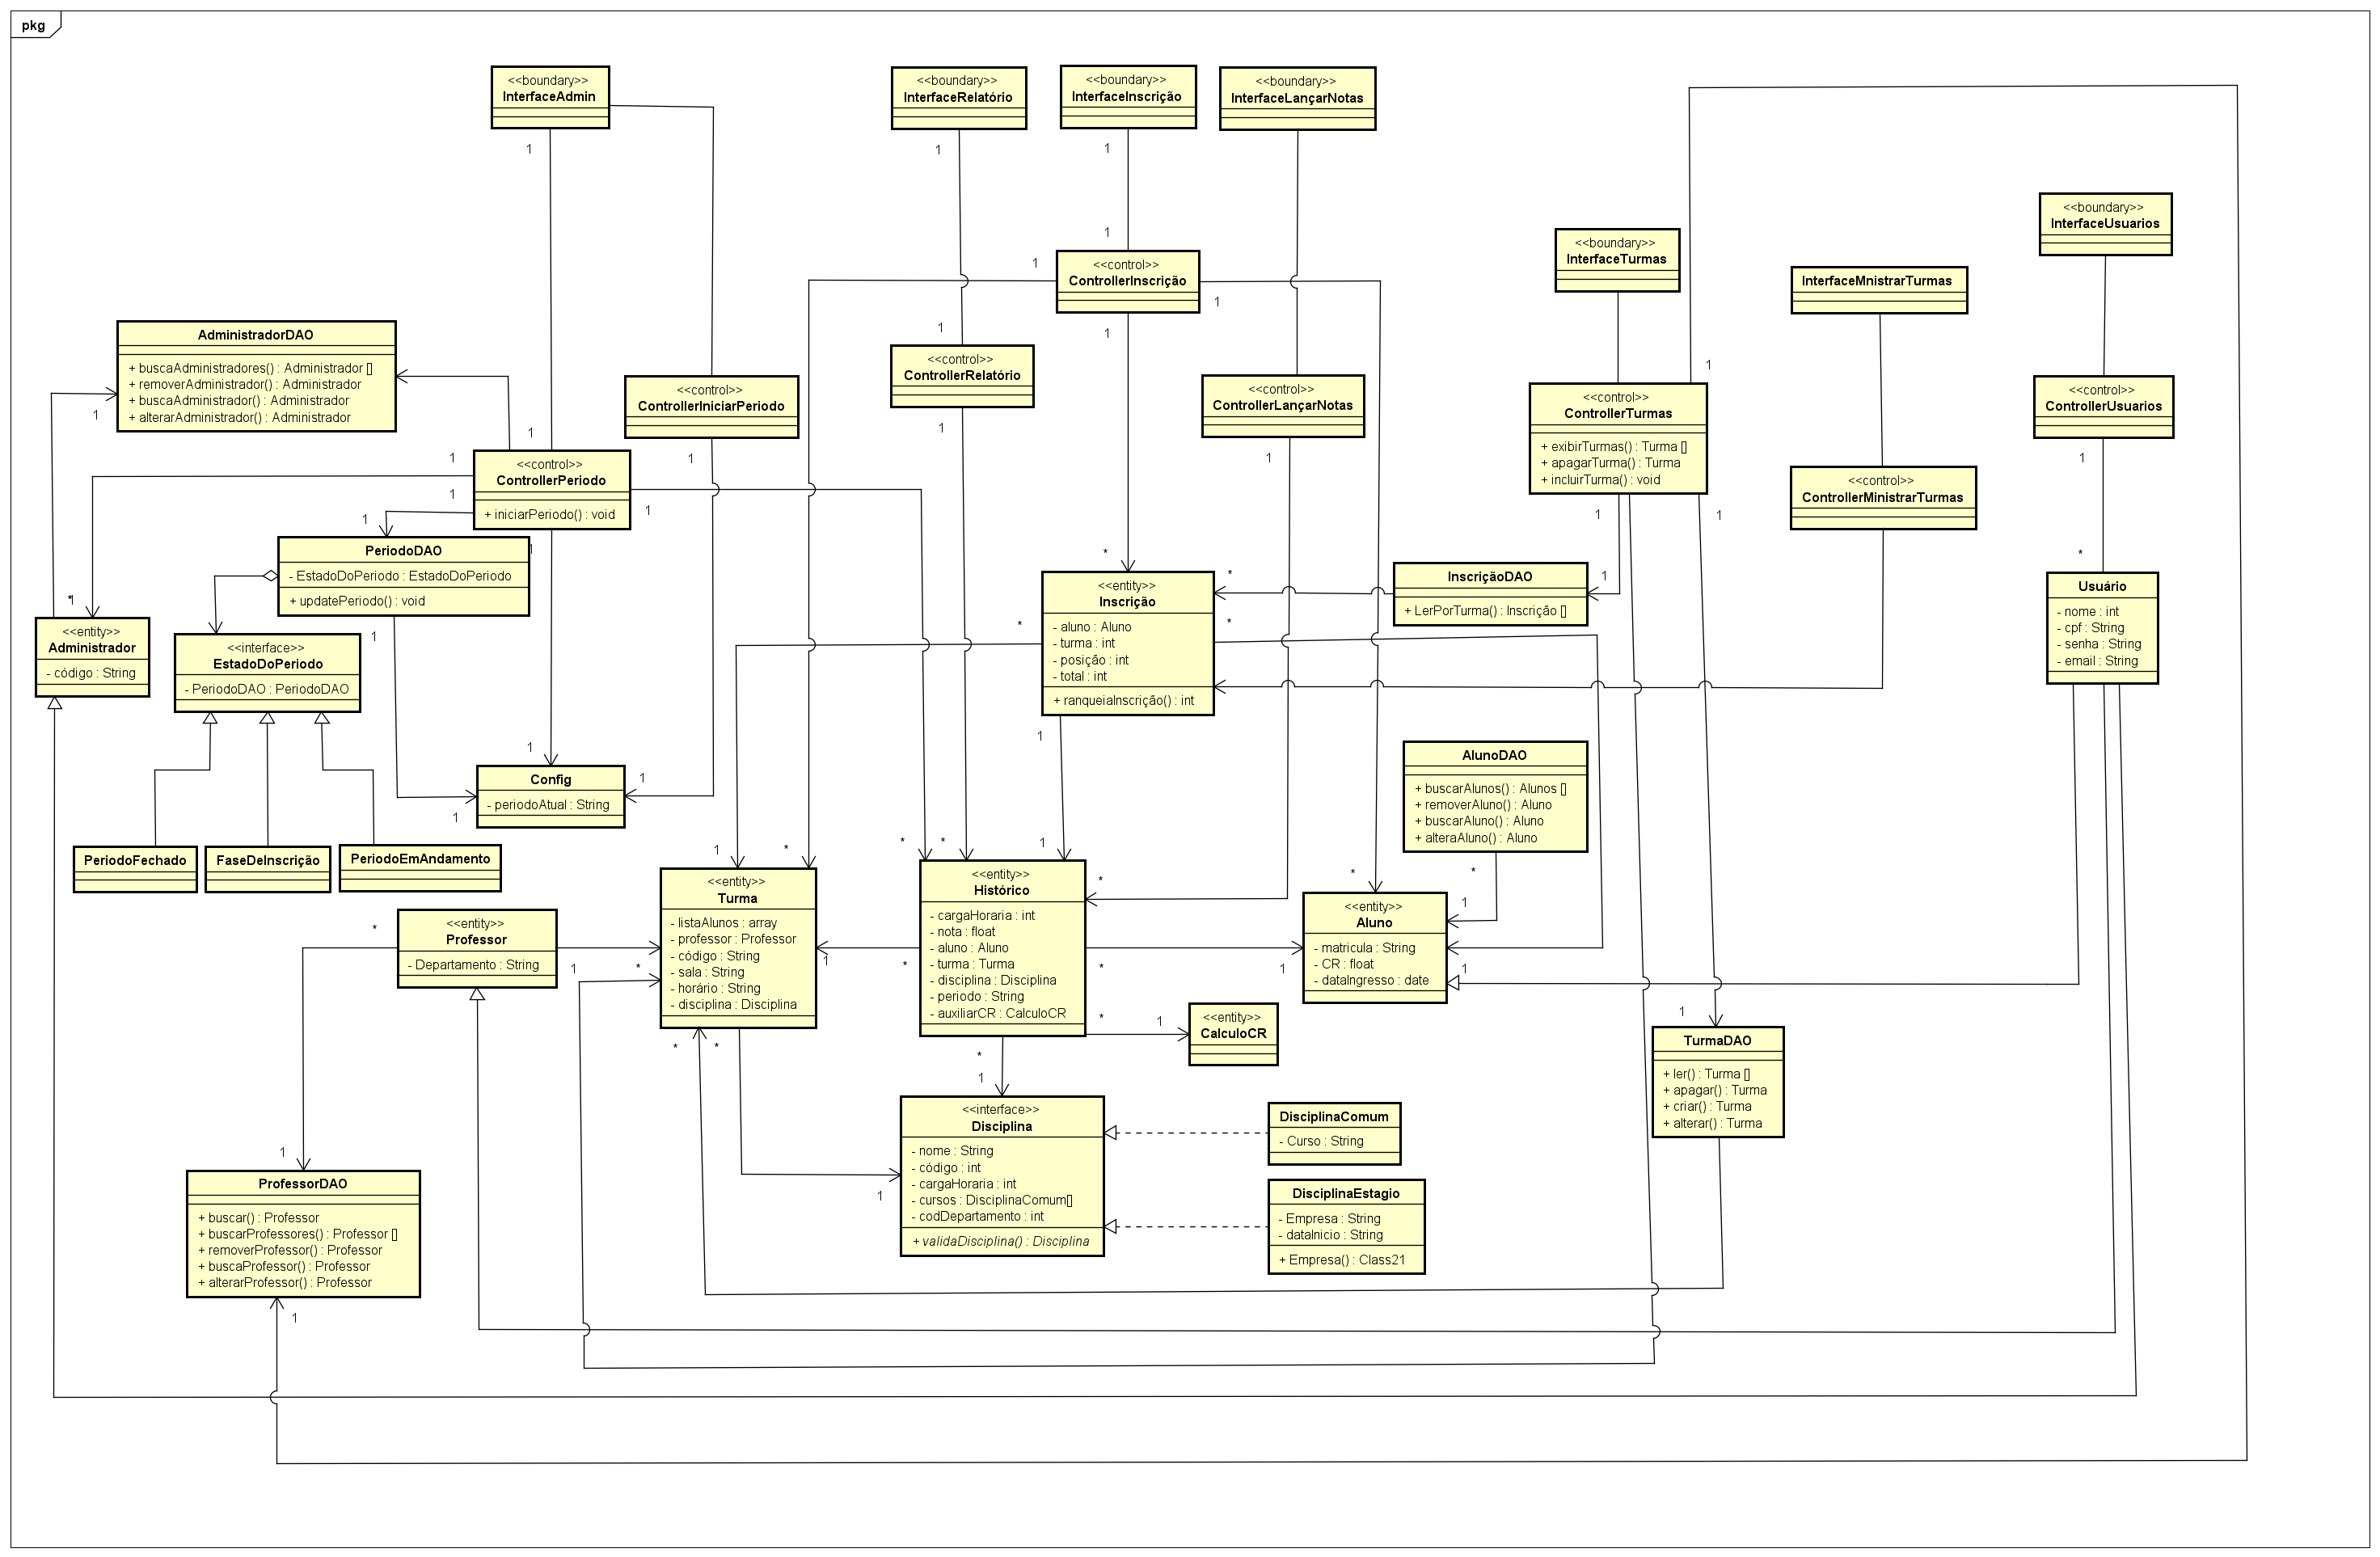 pkg
<<boundary>>
InterfaceAdmin
<<boundary>>
InterfaceRelatório
<<boundary>>
InterfaceInscrição
<<boundary>>
InterfaceLançarNotas
1
1
1
<<boundary>>
InterfaceUsuarios
<<boundary>>
InterfaceTurmas
InterfaceMnistrarTurmas
1
1
<<control>>
ControllerInscrição
1
1
1
AdministradorDAO
+ buscaAdministradores() : Administrador []
+ removerAdministrador() : Administrador
+ buscaAdministrador() : Administrador
+ alterarAdministrador() : Administrador
1
<<control>>
ControllerIniciarPeriodo
1
<<control>>
ControllerRelatório
1
<<control>>
ControllerLançarNotas
1
1
<<control>>
ControllerTurmas
+ exibirTurmas() : Turma []
+ apagarTurma() : Turma
+ incluirTurma() : void
1
1
<<control>>
ControllerUsuarios
1
*
<<control>>
ControllerMinistrarTurmas
1
1
1
<<control>>
ControllerPeriodo
+ iniciarPeriodo() : void
1
1
1
PeriodoDAO
- EstadoDoPeriodo : EstadoDoPeriodo
+ updatePeriodo() : void
1
*
1
<<entity>>
Administrador
- código : String
<<interface>>
EstadoDoPeriodo
- PeriodoDAO : PeriodoDAO
*
<<entity>>
Inscrição
- aluno : Aluno
- turma : int
- posição : int
- total : int
+ ranqueiaInscrição() : int
*
*
*
1
1
InscriçãoDAO
+ LerPorTurma() : Inscrição []
1
Usuário
- nome : int
- cpf : String
- senha : String
- email : String
1
Config
- periodoAtual : String
1
1
AlunoDAO
+ buscarAlunos() : Alunos []
+ removerAluno() : Aluno
+ buscarAluno() : Aluno
+ alteraAluno() : Aluno
*
1
PeriodoFechado
FaseDeInscrição
PeriodoEmAndamento
1
*
*
*
*
*
<<entity>>
Professor
- Departamento : String
*
1
*
<<entity>>
Turma
- listaAlunos : array
- professor : Professor
- código : String
- sala : String
- horário : String
- disciplina : Disciplina
*
*
1
*
<<entity>>
Histórico
- cargaHoraria : int
- nota : float
- aluno : Aluno
- turma : Turma
- disciplina : Disciplina
- periodo : String
- auxiliarCR : CalculoCR
*
1
*
1
*
1
<<entity>>
Aluno
- matricula : String
- CR : float
- dataIngresso : date
1
<<entity>>
CalculoCR
1
TurmaDAO
+ ler() : Turma []
+ apagar() : Turma
+ criar() : Turma
+ alterar() : Turma
<<interface>>
Disciplina
- nome : String
- código : int
- cargaHoraria : int
- cursos : DisciplinaComum[]
- codDepartamento : int
+ validaDisciplina() : Disciplina
1
DisciplinaComum
- Curso : String
DisciplinaEstagio
- Empresa : String
- dataInicio : String
+ Empresa() : Class21
1
ProfessorDAO
+ buscar() : Professor
+ buscarProfessores() : Professor []
+ removerProfessor() : Professor
+ buscaProfessor() : Professor
+ alterarProfessor() : Professor
1